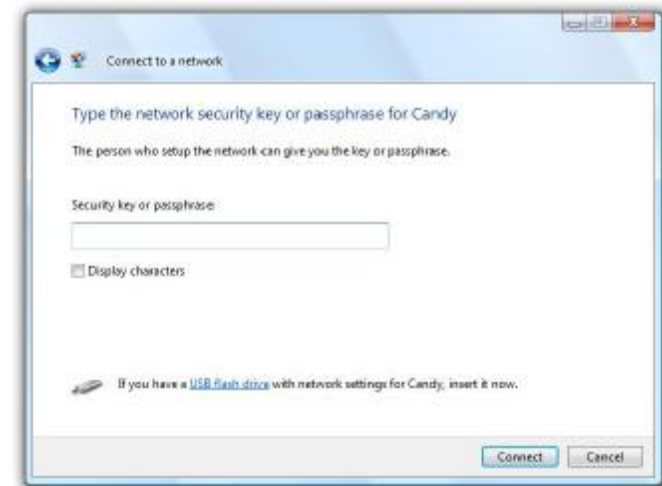 Connect to a network
Type the network security key or passphrase for Candy
The person who setup the network can give you the key or passphrase.
Security key or passphrase:
Display characters
If you have a USB flash drive with network settings for Candy, insert it now.
Connect Cancel